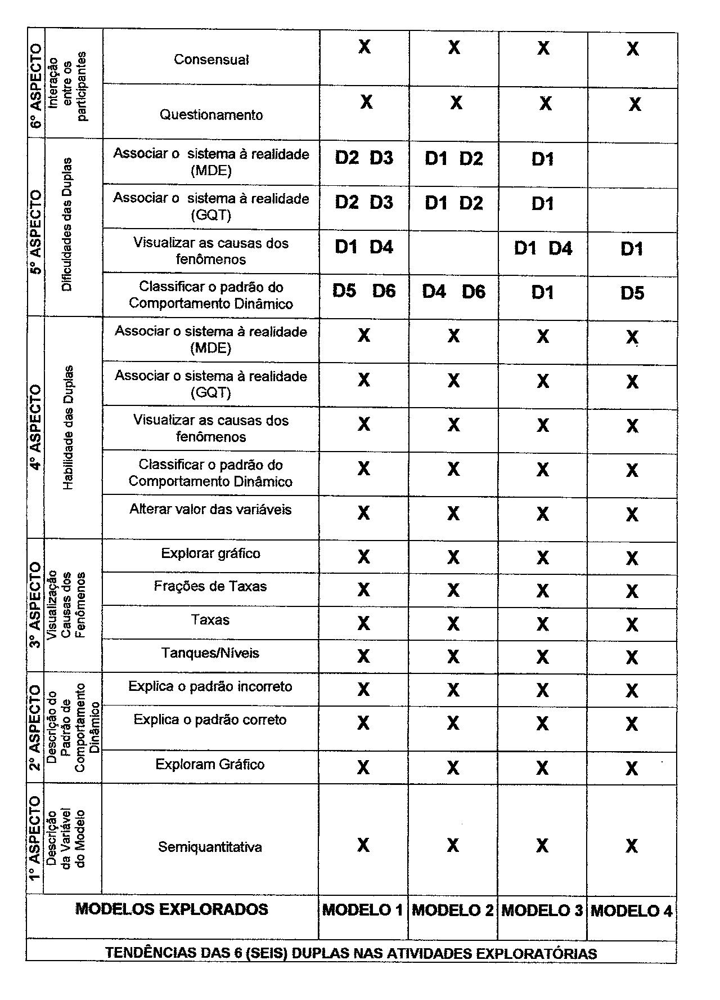 6º ASPECTO
Interação
entre os
participantes
Consensual
X X X X
Questionamento
X X X X
5º ASPECTO
Dificuldades das Duplas
Associar o sistema à realidade
(MDE)
D2 D3 D1 D2 D1
Associar o sistema à realidade
(GQT)
D2 D3 D1 D2 D1
Visualizar as causas dos
fenômenos
D1 D4 D1 D4 D1
Classificar o padrão do
Comportamento Dinâmico
D5 D6 D4 D6 D1 D5
4º ASPECTO
Habilidade das Duplas
Associar o sistema à realidade
(MDE)
X X X X
Associar o sistema à realidade
(GQT)
X X X X
Visualizar as causas dos
fenômenos
X X X X
Classificar o padrão do
Comportamento Dinâmico
X X X X
Alterar valor das variáveis
X X X X
3º ASPECTO
Visualização
Causas dos
Fenômenos
Explorar gráfico
X X X X
Frações de Taxas
X X X X
Taxas
X X X X
Tanques/Níveis
X X X X
2º ASPECTO
Descrição do
Padrão de
Comportamento
Dinâmico
Explica o padrão incorreto
X X X X
Explica o padrão correto
X X X X
Exploram Gráfico
X X X X
1º ASPECTO
Descrição
da Variável
do Modelo
Semiquantitativa
X X X X
MODELOS EXPLORADOS MODELO 1 MODELO 2 MODELO 3 MODELO 4
TENDÊNCIAS DAS 6 (SEIS) DUPLAS NAS ATIVIDADES EXPLORATÓRIAS